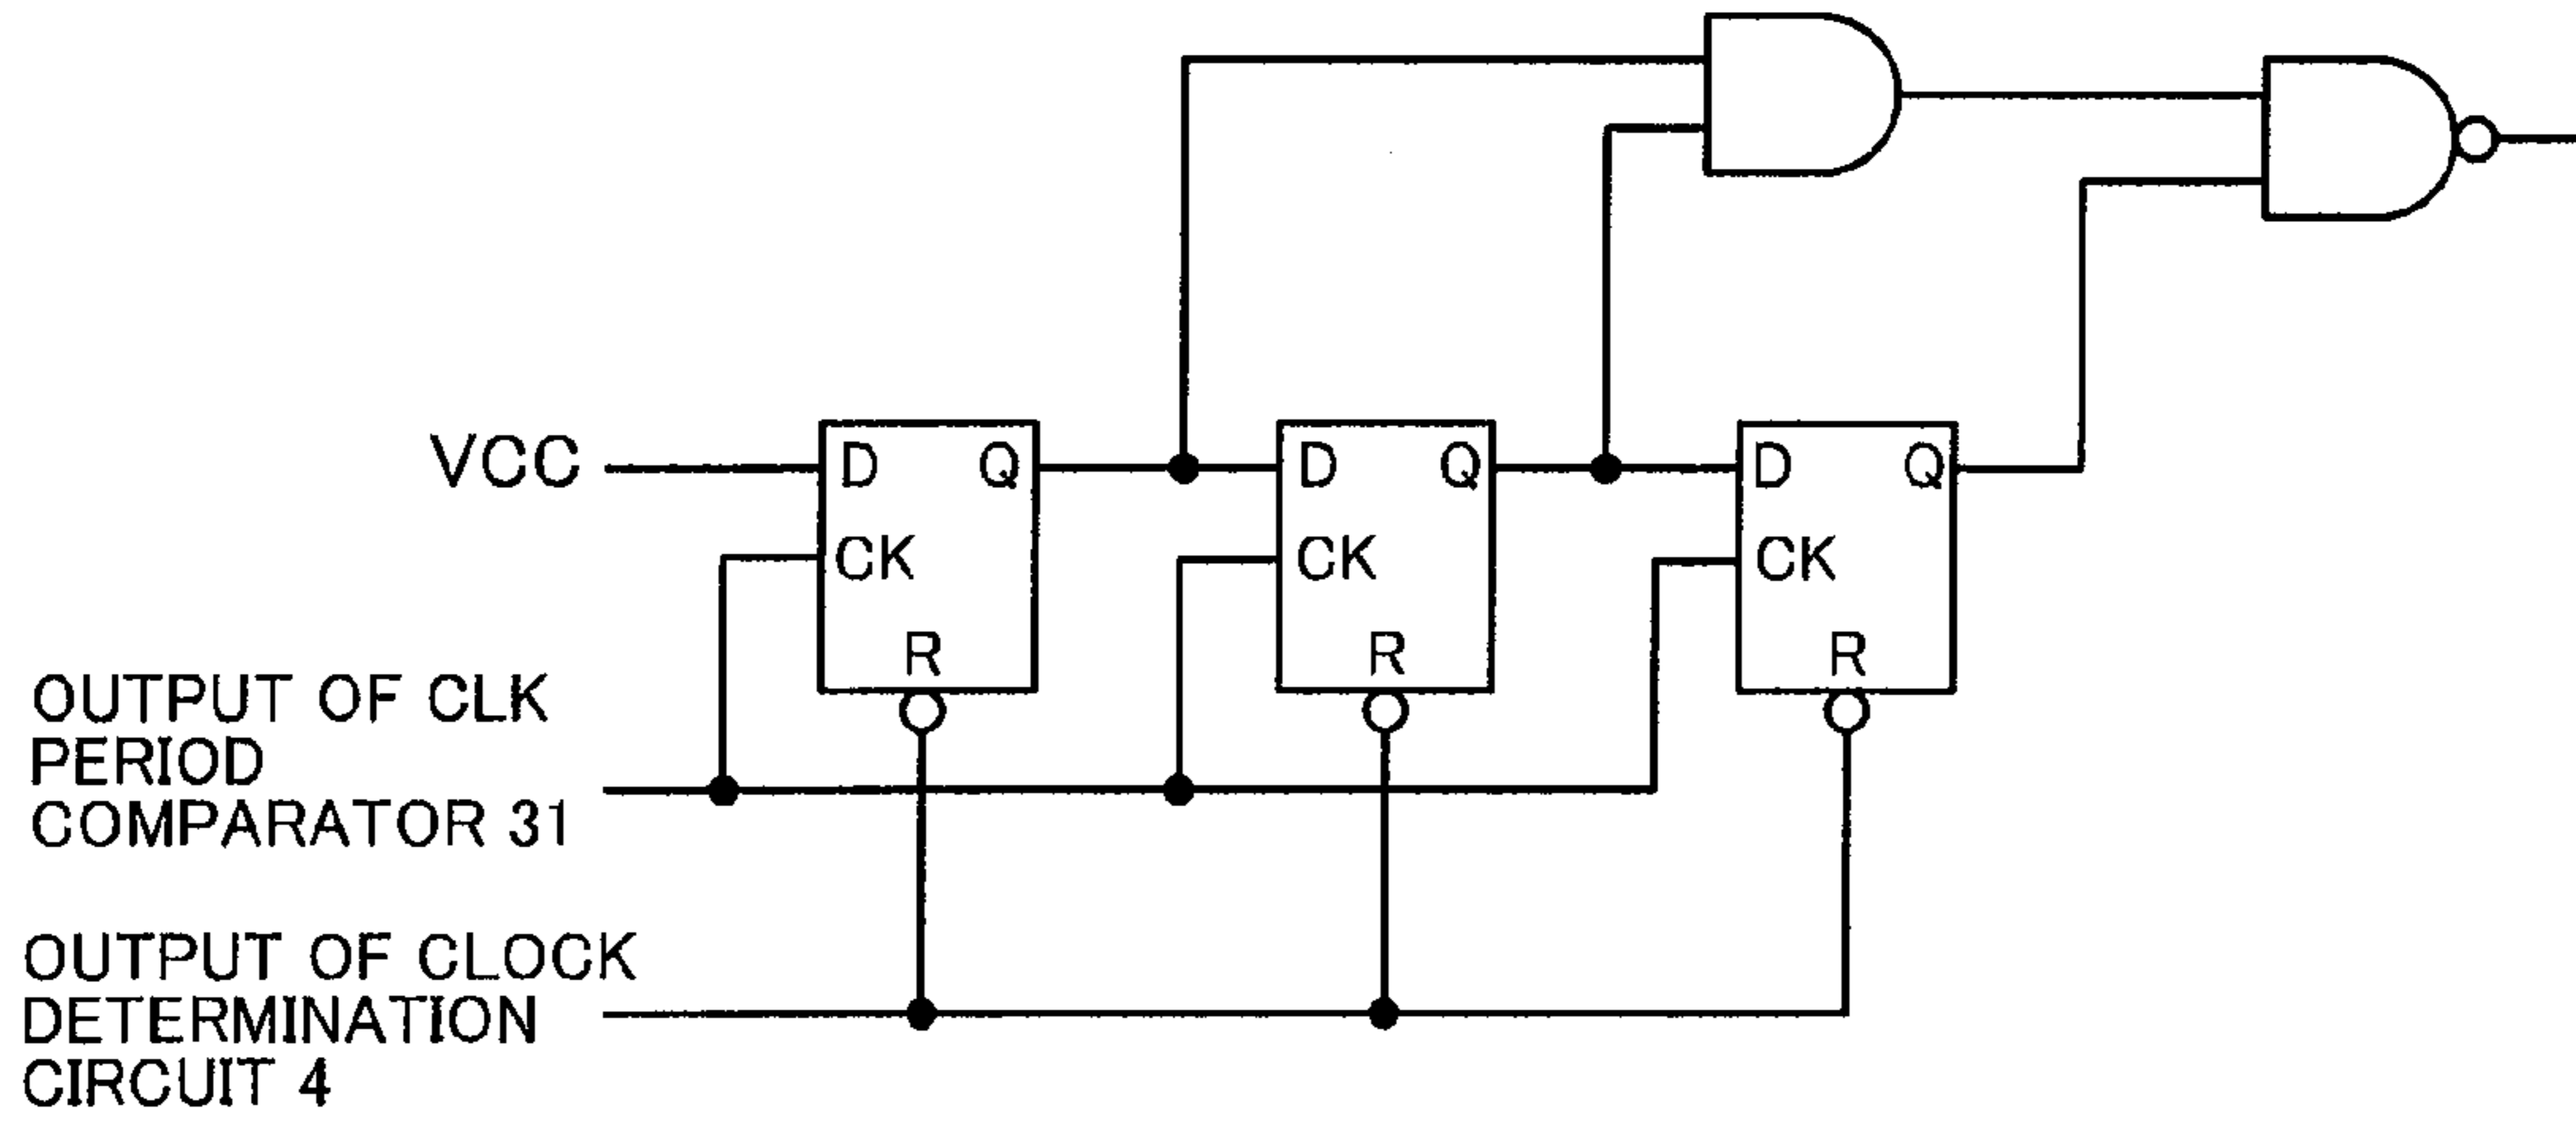 VCC
D Q
CK
R
D Q
CK
R
D Q
CK
R
OUTPUT OF CLK
PERIOD
COMPARATOR 31
OUTPUT OF CLOCK
DETERMINATION
CIRCUIT 4